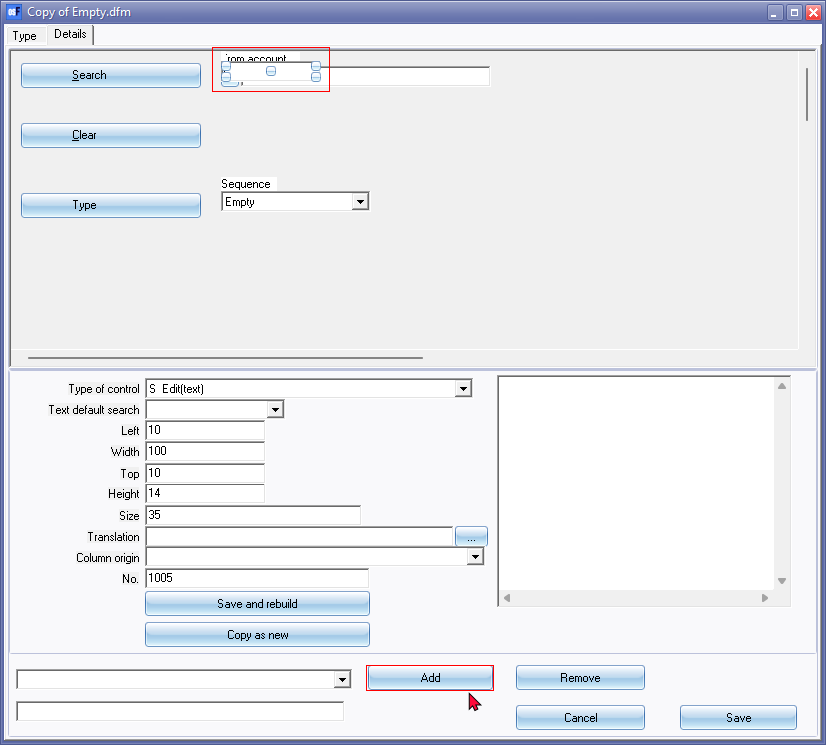 Copy of Empty.dfm
Type
Details
Search
rom account
Clear
Sequence
Type
Empty
Type of control
S Edit(text)
Text default search
Left
10
Width
100
Top
10
Height
14
Size
35
Translation
...
Column origin
No.
1005
Save and rebuild
Copy as new
Add
Remove
Cancel
Save